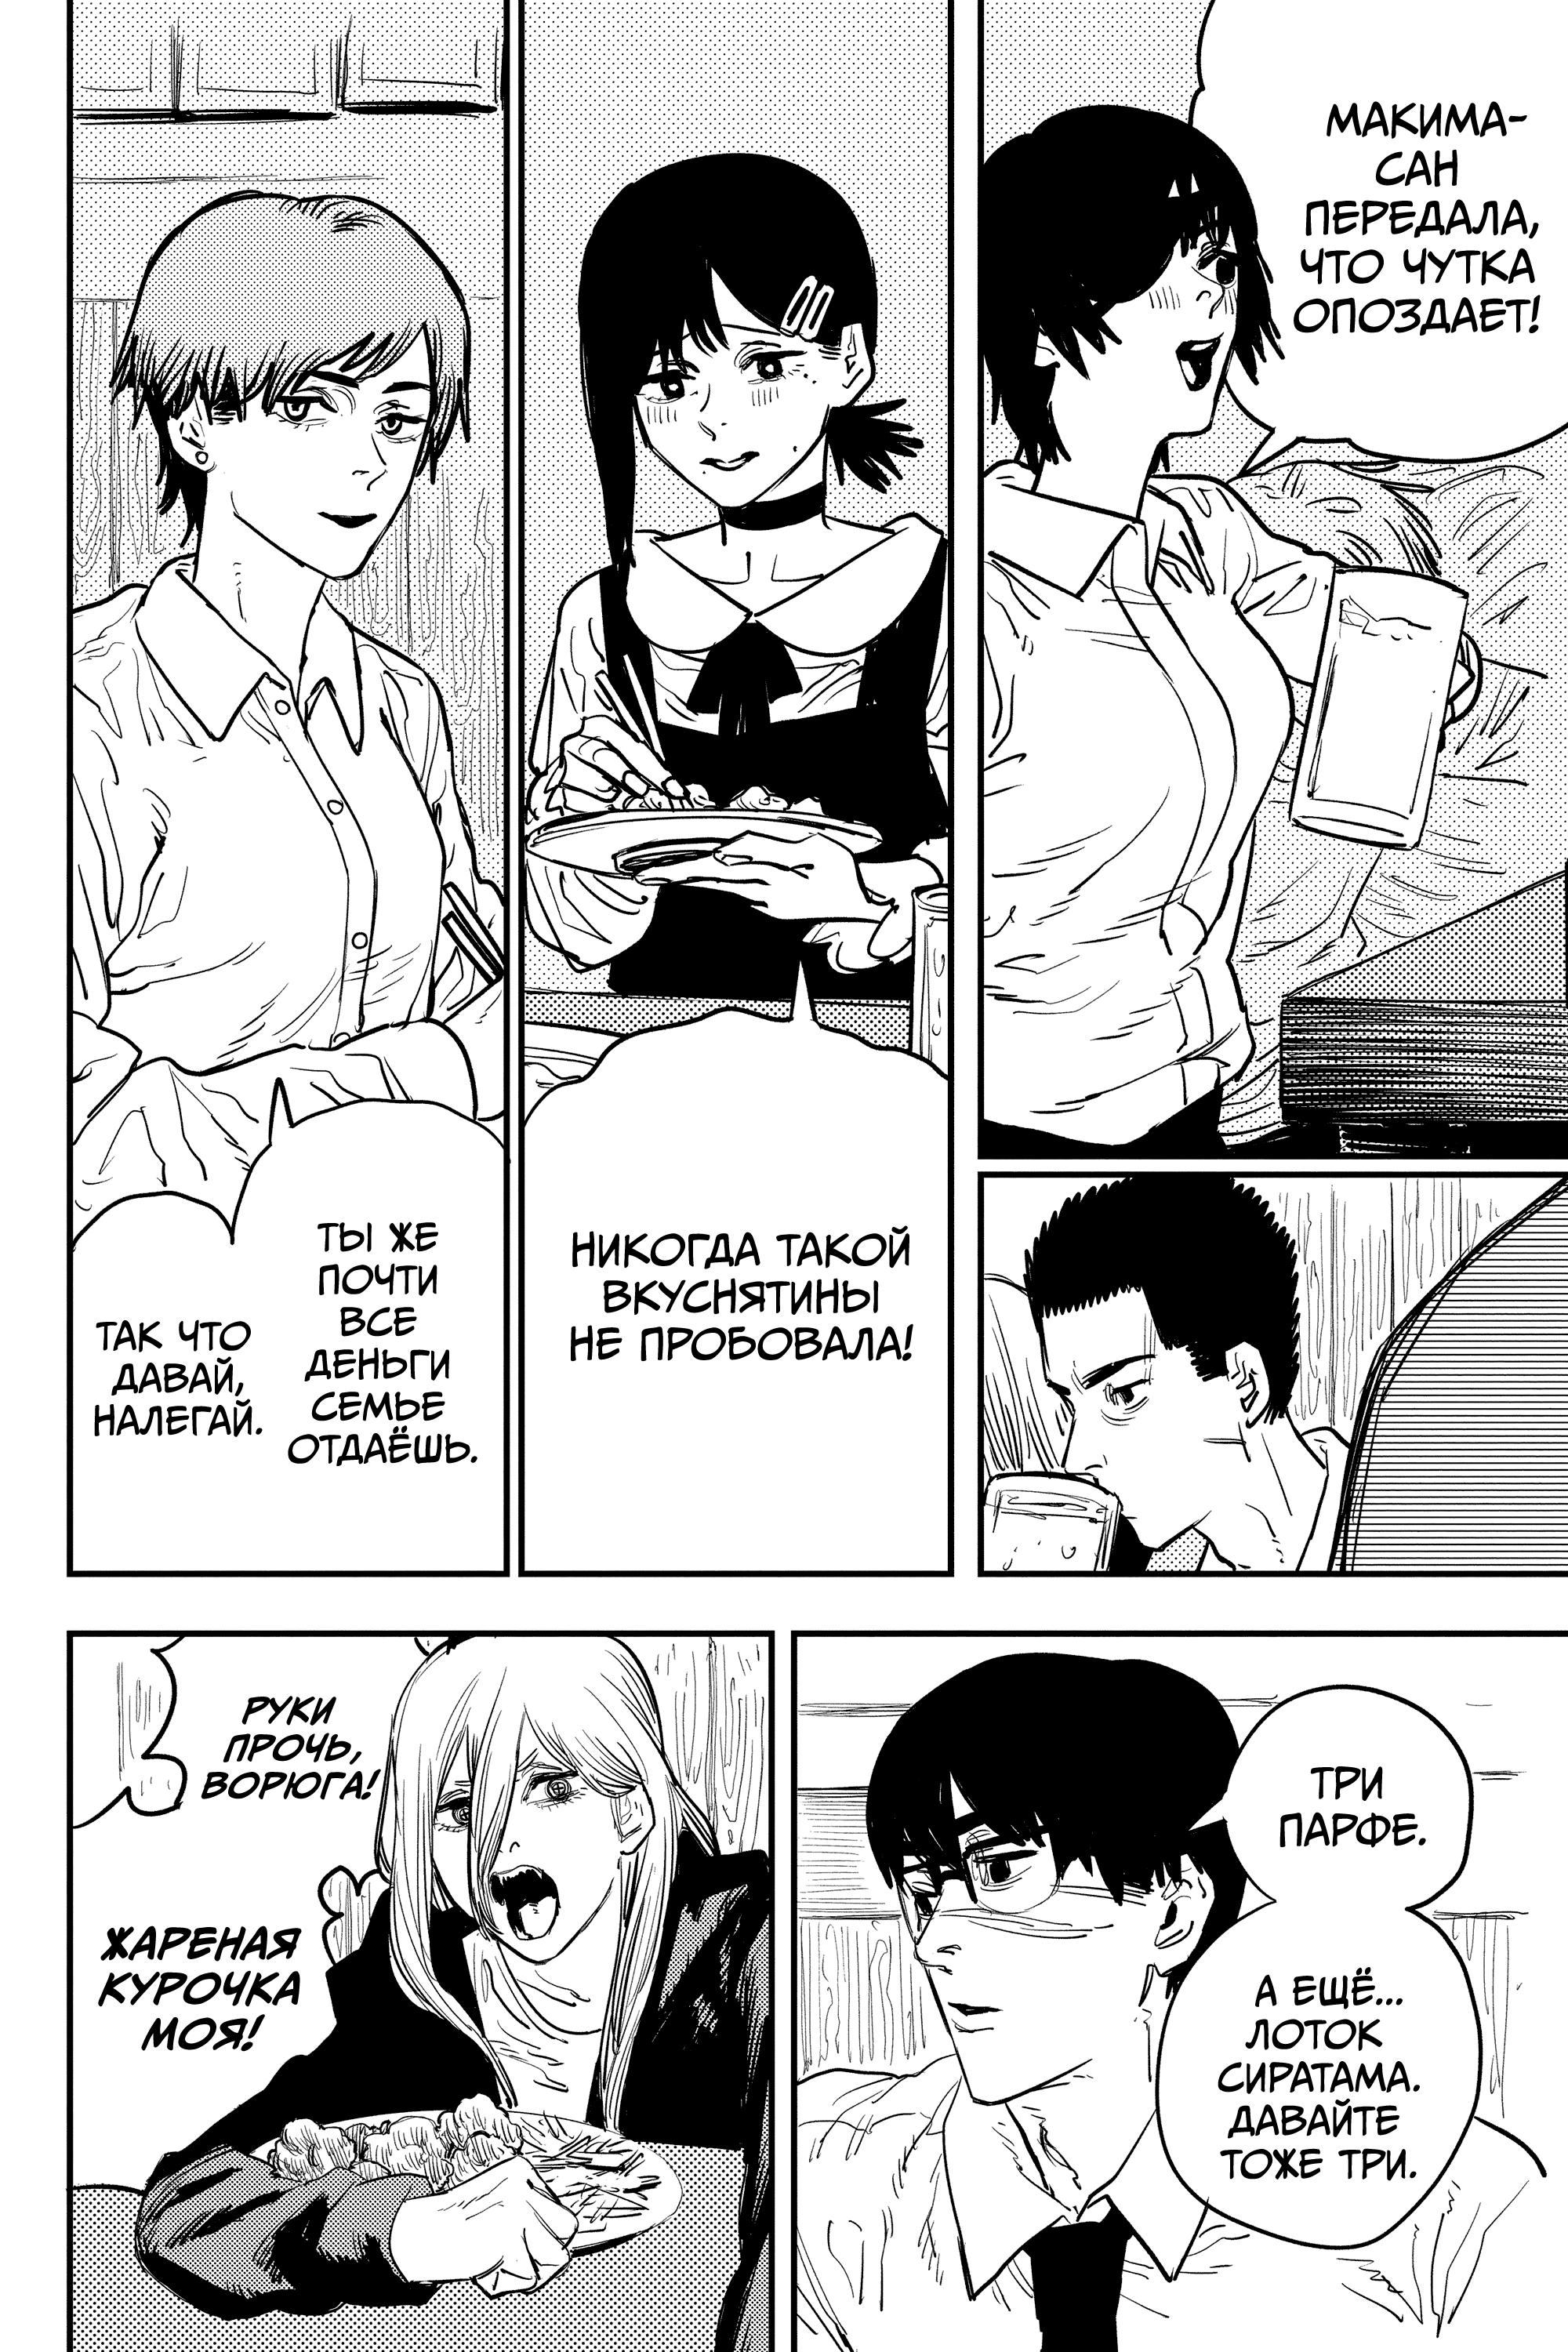 МАКИМА-
САН
ПЕРЕДАЛА,
ЧТО ЧУТКА
ОПОЗДАЕТ!
НИКОГДА ТАКОЙ
ВКУСНЯТИНЫ
НЕ ПРОБОВАЛА!
ТЫ ЖЕ
ПОЧТИ
ВСЕ
ДЕНЬГИ
СЕМЬЕ
ОТДАЁШЬ.
ТАК ЧТО
ДАВАЙ,
НАЛЕГАЙ.
ТРИ
ПАРФЕ.
А ЕЩЁ...
ЛОТОК
СИРАТАМА.
ДАВАЙТЕ
ТОЖЕ ТРИ.
РУКИ
ПРОЧЬ,
ВОРЮГА!
ЖАРЕНАЯ
КУРОЧКА
МОЯ!